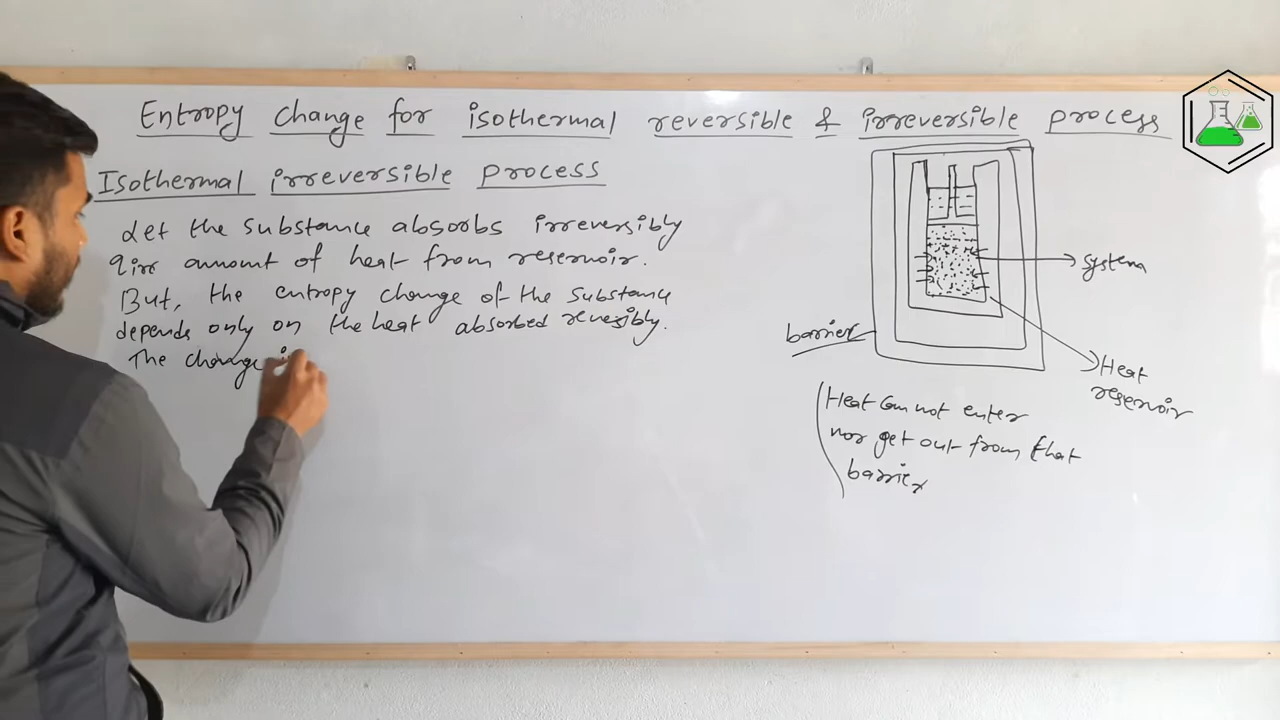 Entropy change for isothermal reversible & irreversible process
Isothermal irreversible process
Let the substance absorbs irreversibly
qirr amount of heat from reservoir.
But, the entropy change of the substance
depends only on the heat absorbed reversibly.
The change i
system
barrier
Heat
reservoir
Heat can not enter
nor get out from that
barrier